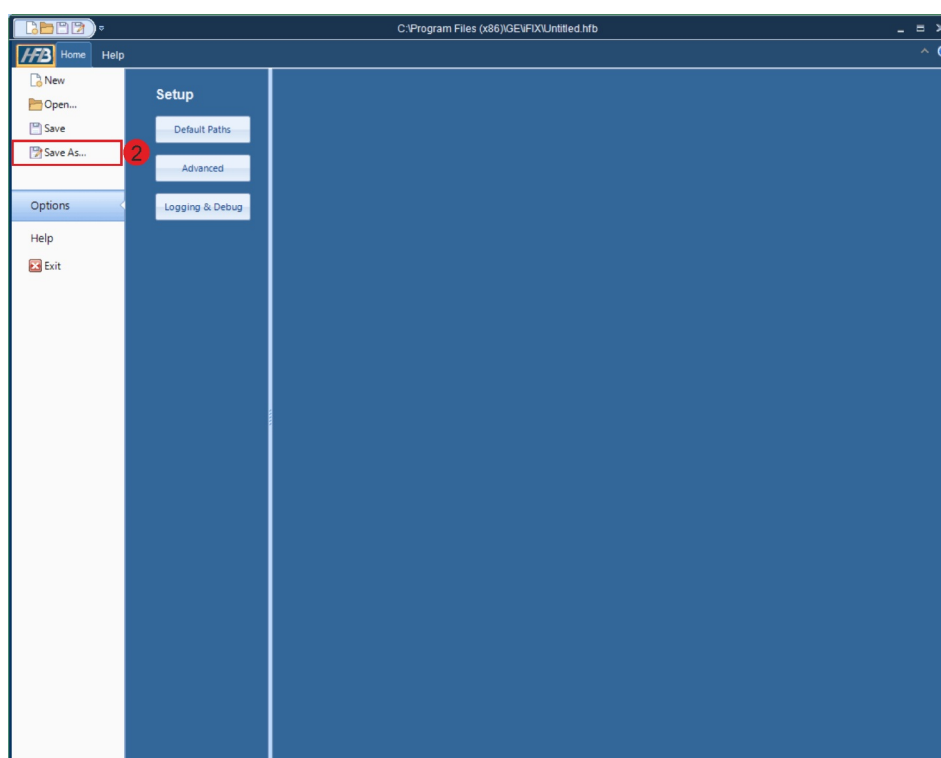 C:\Program Files (x86)\GE\iFIX\Untitled.hfb
HFB Home Help
New
Open...
Save
Save As... 2
Options
Help
Exit
Setup
Default Paths
Advanced
Logging & Debug